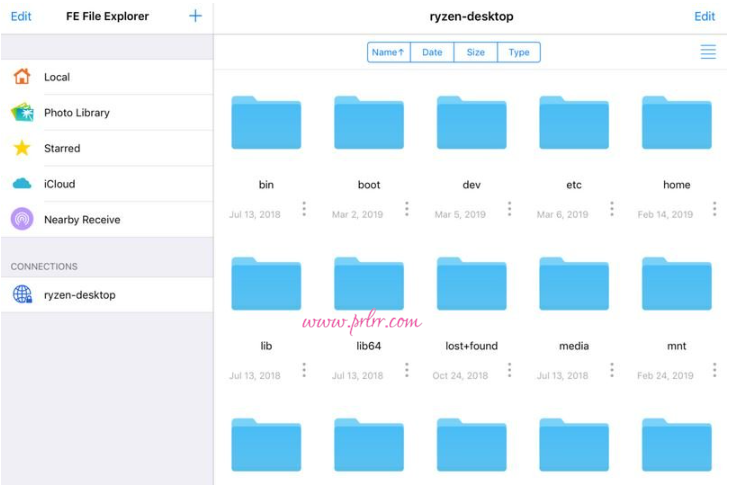 Edit FE File Explorer +
ryzen-desktop Edit
Name↑ Date Size Type
Local
Photo Library
Starred
iCloud
Nearby Receive
CONNECTIONS
ryzen-desktop
bin boot dev etc home
Jul 13, 2018 Mar 2, 2019 Mar 5, 2019 Mar 6, 2019 Feb 14, 2019
www.prlrr.com
lib lib64 lost+found media mnt
Jul 13, 2018 Jul 13, 2018 Oct 24, 2018 Jul 13, 2018 Feb 24, 2019